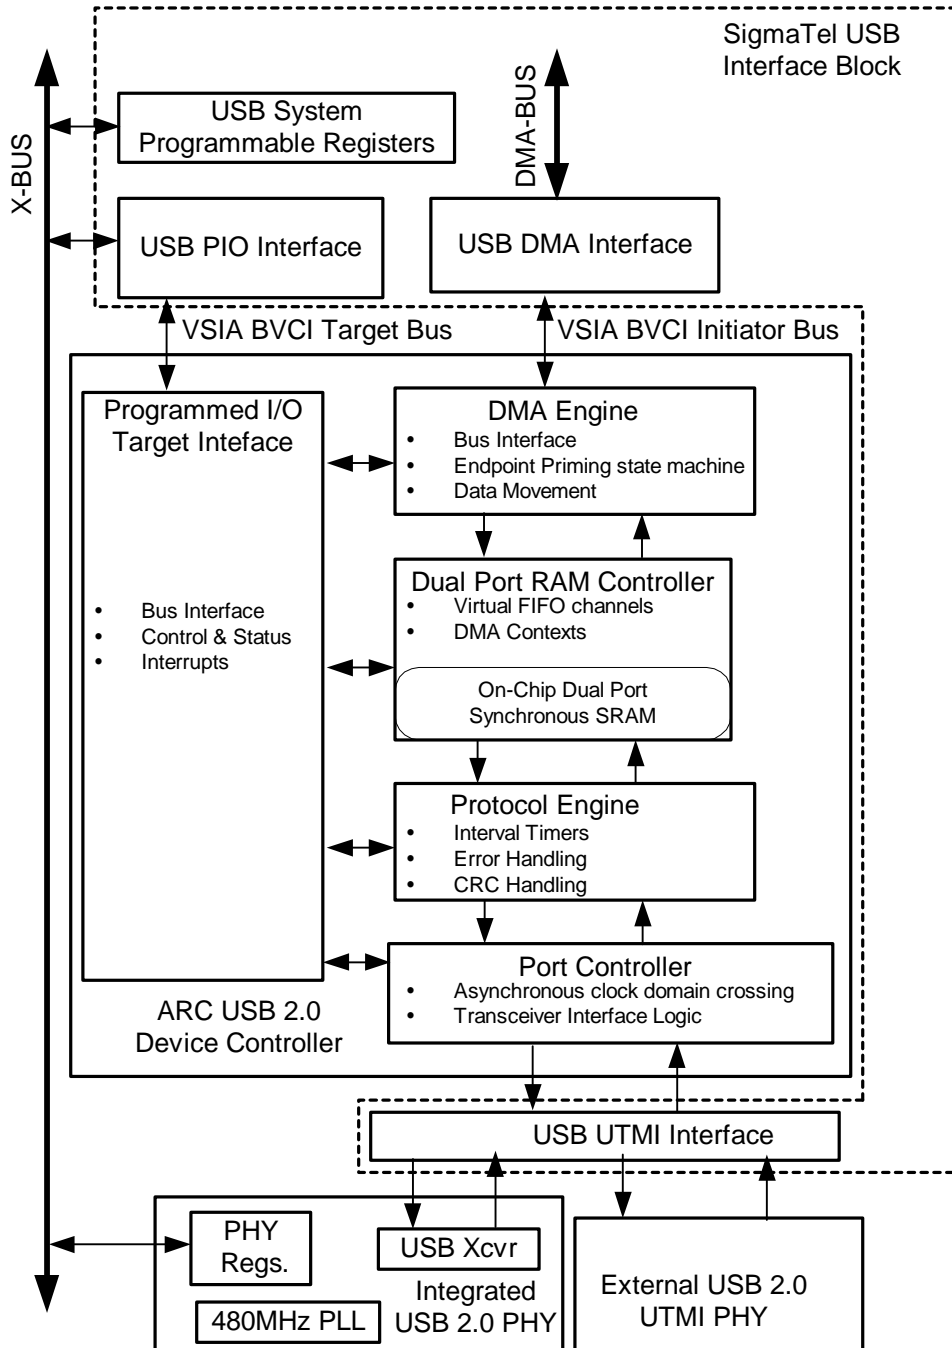 SigmaTel USB
Interface Block
X-BUS
USB System
Programmable Registers
DMA-BUS
USB PIO Interface
USB DMA Interface
VSIA BVCI Target Bus
VSIA BVCI Initiator Bus
Programmed I/O
Target Inteface
• Bus Interface
• Control & Status
• Interrupts
DMA Engine
• Bus Interface
• Endpoint Priming state machine
• Data Movement
Dual Port RAM Controller
• Virtual FIFO channels
• DMA Contexts
On-Chip Dual Port
Synchronous SRAM
Protocol Engine
• Interval Timers
• Error Handling
• CRC Handling
Port Controller
• Asynchronous clock domain crossing
• Transceiver Interface Logic
ARC USB 2.0
Device Controller
USB UTMI Interface
PHY
Regs.
USB Xcvr
Integrated
USB 2.0 PHY
480MHz PLL
External USB 2.0
UTMI PHY